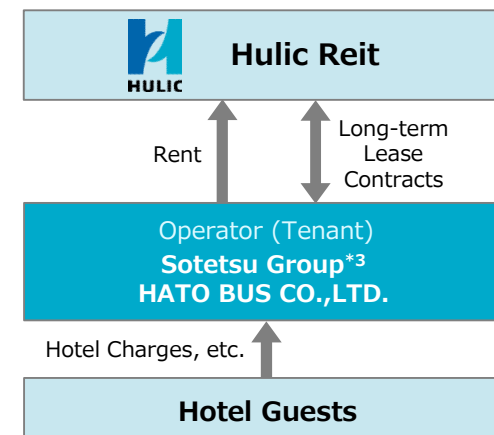 HULIC
Hulic Reit
Rent
Long-term
Lease
Contracts
Operator (Tenant)
Sotetsu Group*3
HATO BUS CO.,LTD.
Hotel Charges, etc.
Hotel Guests